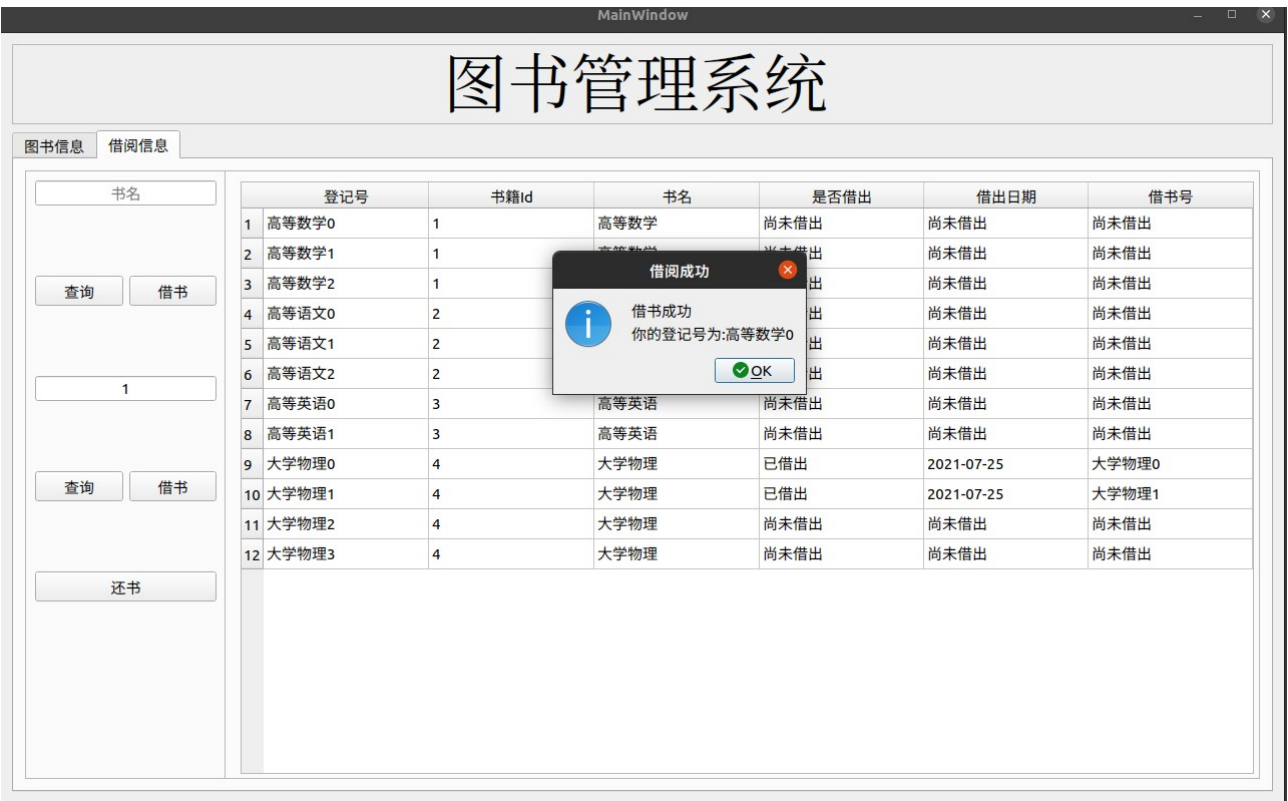 MainWindow
图书管理系统
图书信息 借阅信息
书名
查询 借书
1
查询 借书
还书
登记号 书籍Id 书名 是否借出 借出日期 借书号
1 高等数学0 1 高等数学 尚未借出 尚未借出 尚未借出
2 高等数学1 1 出 尚未借出 尚未借出
3 高等数学2 1 出 尚未借出 尚未借出
4 高等语文0 2 出 尚未借出 尚未借出
5 高等语文1 2 出 尚未借出 尚未借出
6 高等语文2 2 出 尚未借出 尚未借出
7 高等英语0 3 高等英语 尚未借出 尚未借出 尚未借出
8 高等英语1 3 高等英语 尚未借出 尚未借出 尚未借出
9 大学物理0 4 大学物理 已借出 2021-07-25 大学物理0
10 大学物理1 4 大学物理 已借出 2021-07-25 大学物理1
11 大学物理2 4 大学物理 尚未借出 尚未借出 尚未借出
12 大学物理3 4 大学物理 尚未借出 尚未借出 尚未借出
借阅成功
借书成功
你的登记号为:高等数学0
OK